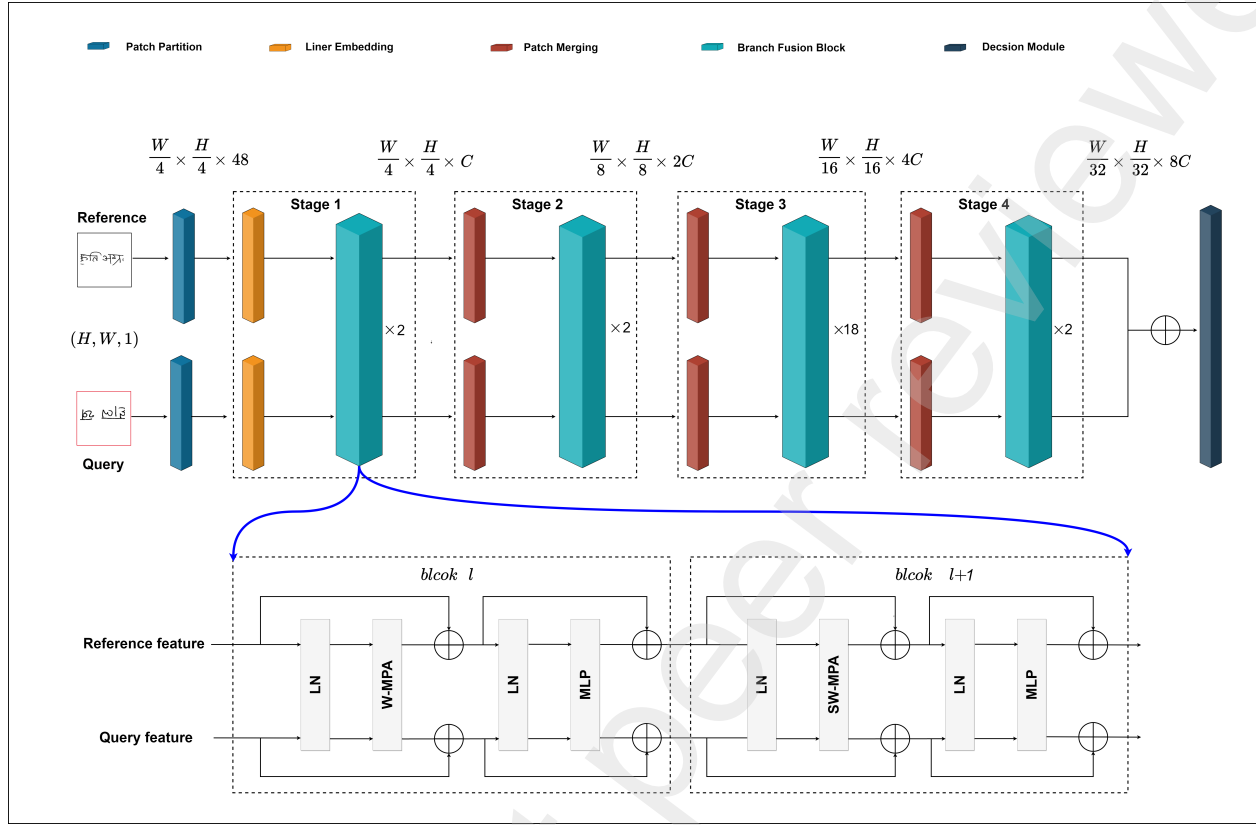 Patch Partition
Liner Embedding
Patch Merging
Branch Fusion Block
Decsion Module
W/4 × H/4 × 48
W/4 × H/4 × C
W/8 × H/8 × 2C
W/16 × H/16 × 4C
W/32 × H/32 × 8C
Stage 1
Stage 2
Stage 3
Stage 4
Reference
(H, W, 1)
Query
×2
×2
×18
×2
blcok l
blcok l+1
Reference feature
Query feature
LN
W-MPA
LN
MLP
LN
SW-MPA
LN
MLP
peer review